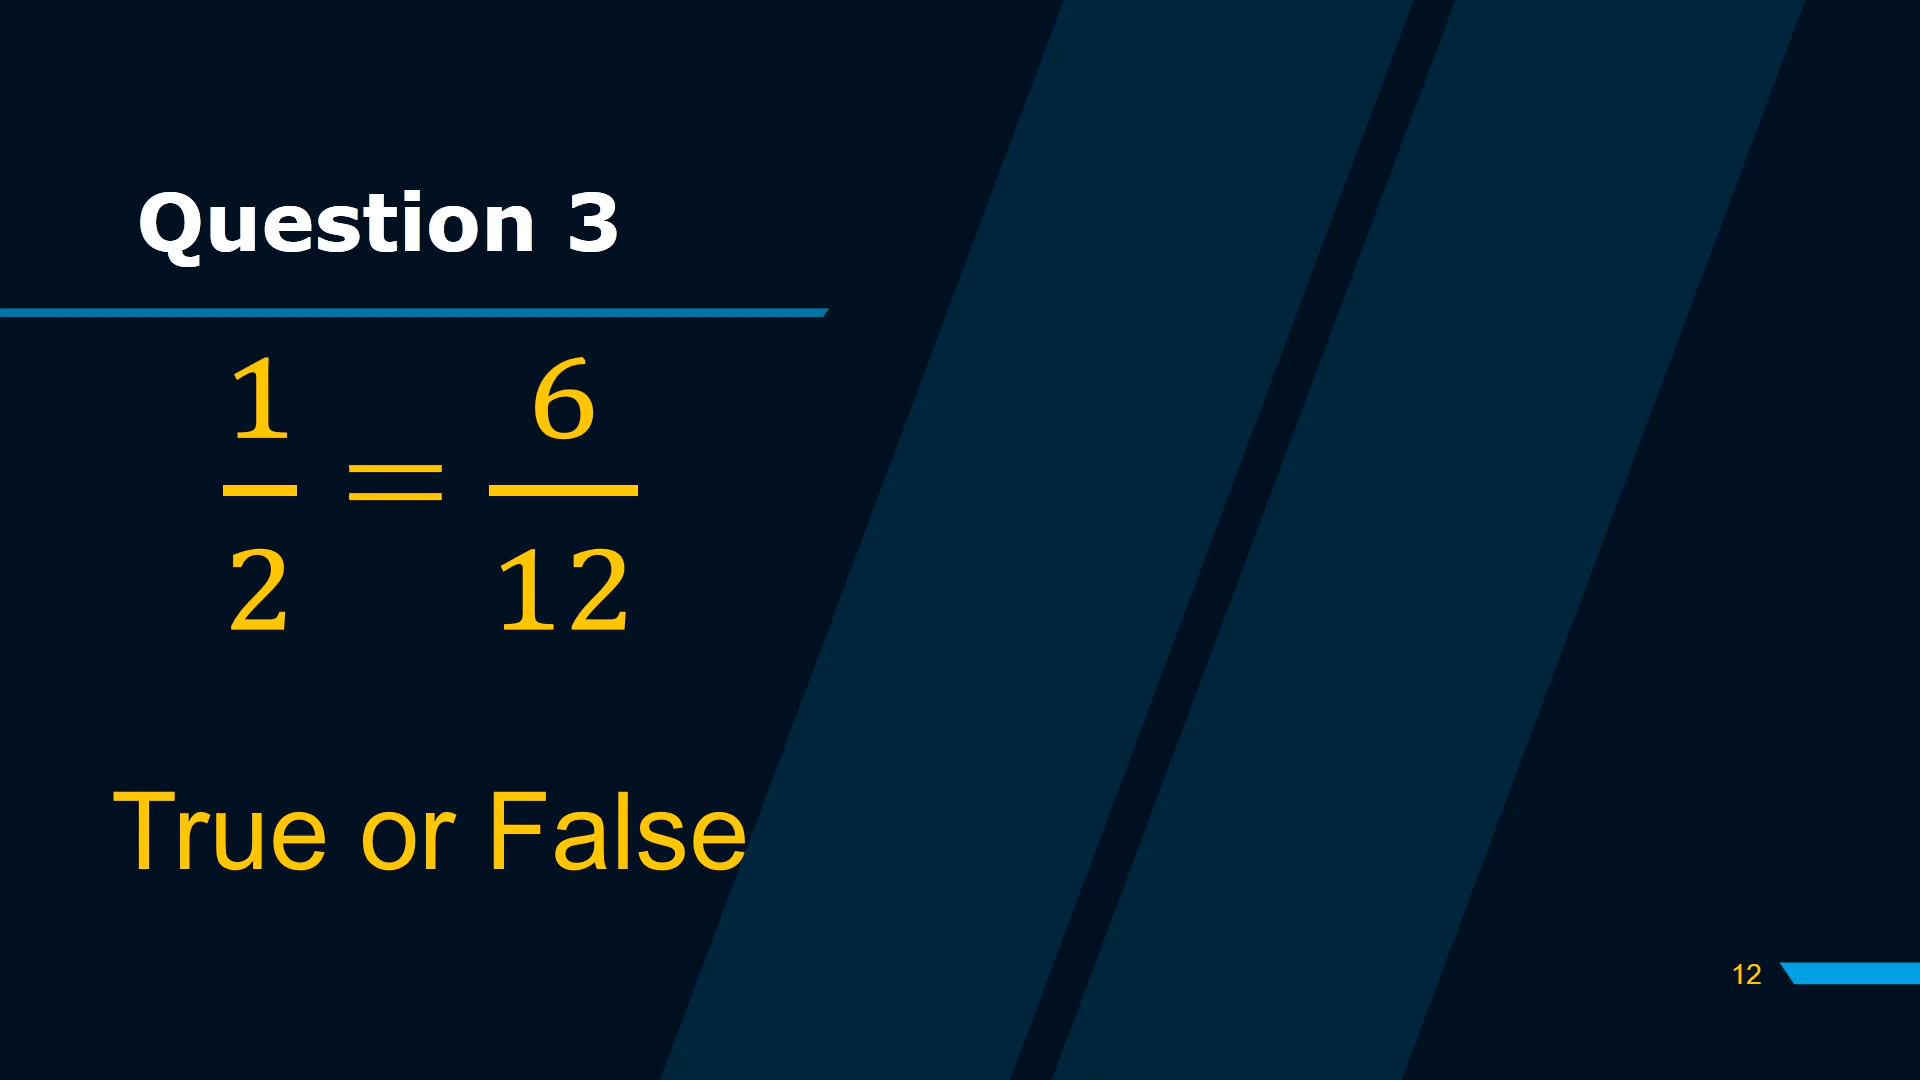 Question 3
1/2 = 6/12
True or False
12